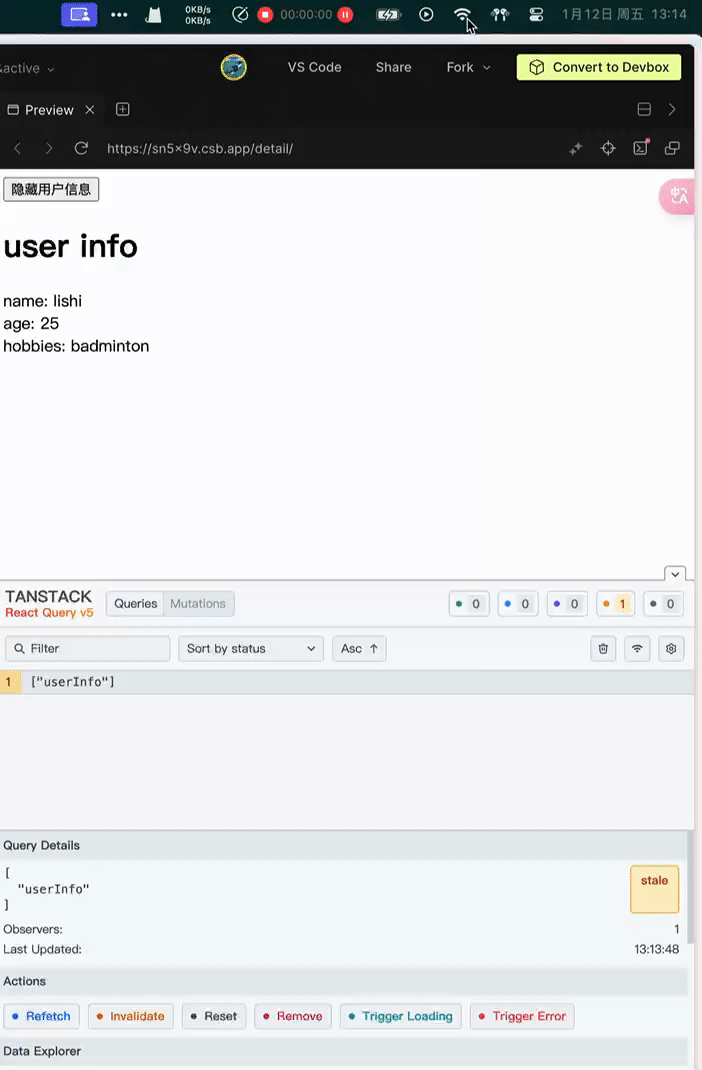 0KB/s
0KB/s
00:00:00
1月12日 周五 13:14
&active
VS Code Share Fork Convert to Devbox
Preview
https://sn5×9v.csb.app/detail/
隐藏用户信息
中A
user info
name: lishi
age: 25
hobbies: badminton
TANSTACK
React Query v5
Queries Mutations
0 0 0 1 0
Filter Sort by status Asc ↑
1 ["userInfo"]
Query Details
[
"userInfo"
]
stale
Observers: 1
Last Updated: 13:13:48
Actions
Refetch Invalidate Reset Remove Trigger Loading Trigger Error
Data Explorer